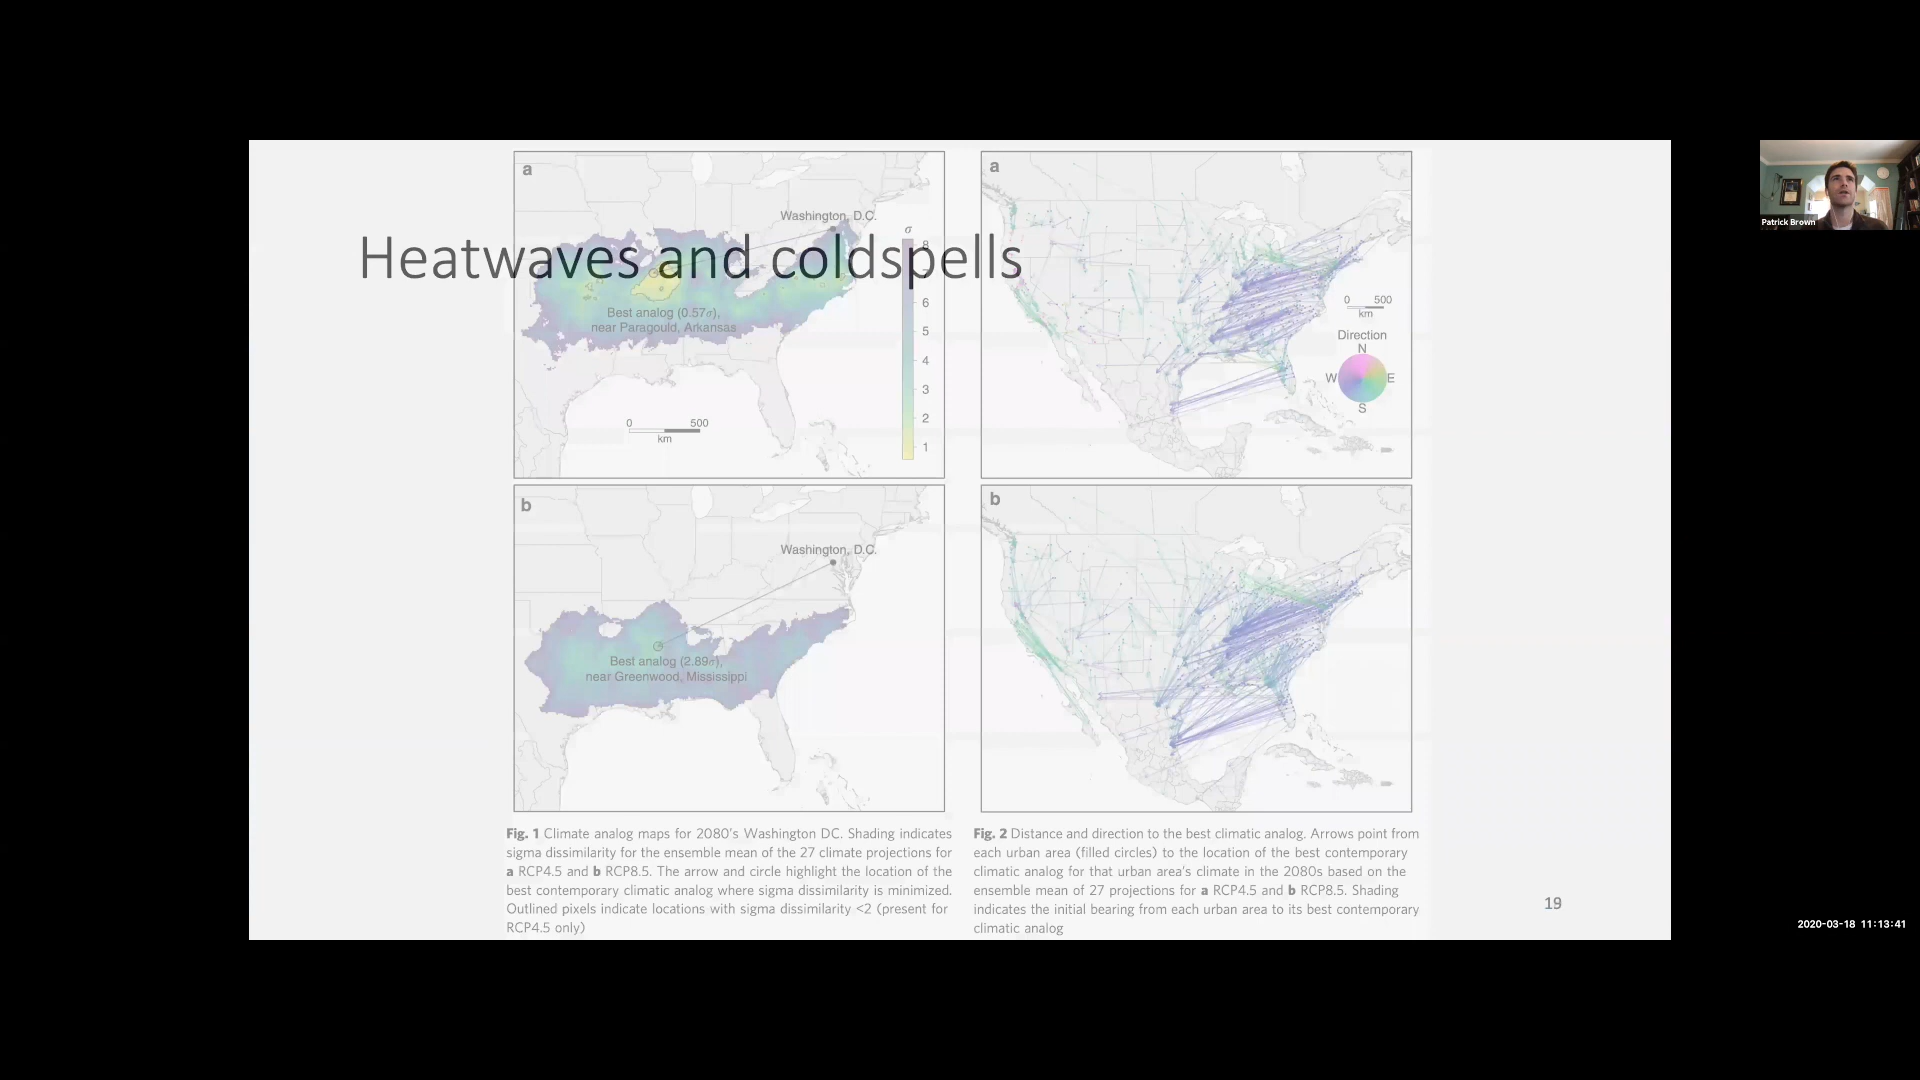 a
Washington, D.C.
σ
8
Heatwaves and coldspells
6
5
4
3
2
1
Best analog (0.57σ),
near Paragould, Arkansas
0 500
km
a
0 500
km
Direction
N
W E
S
b
Washington, D.C.
Best analog (2.89σ),
near Greenwood, Mississippi
b
Fig. 1 Climate analog maps for 2080's Washington DC. Shading indicates
sigma dissimilarity for the ensemble mean of the 27 climate projections for
a RCP4.5 and b RCP8.5. The arrow and circle highlight the location of the
best contemporary climatic analog where sigma dissimilarity is minimized.
Outlined pixels indicate locations with sigma dissimilarity <2 (present for
RCP4.5 only)
Fig. 2 Distance and direction to the best climatic analog. Arrows point from
each urban area (filled circles) to the location of the best contemporary
climatic analog for that urban area's climate in the 2080s based on the
ensemble mean of 27 projections for a RCP4.5 and b RCP8.5. Shading
indicates the initial bearing from each urban area to its best contemporary
climatic analog
19
Patrick Brown
2020-03-18 11:13:41